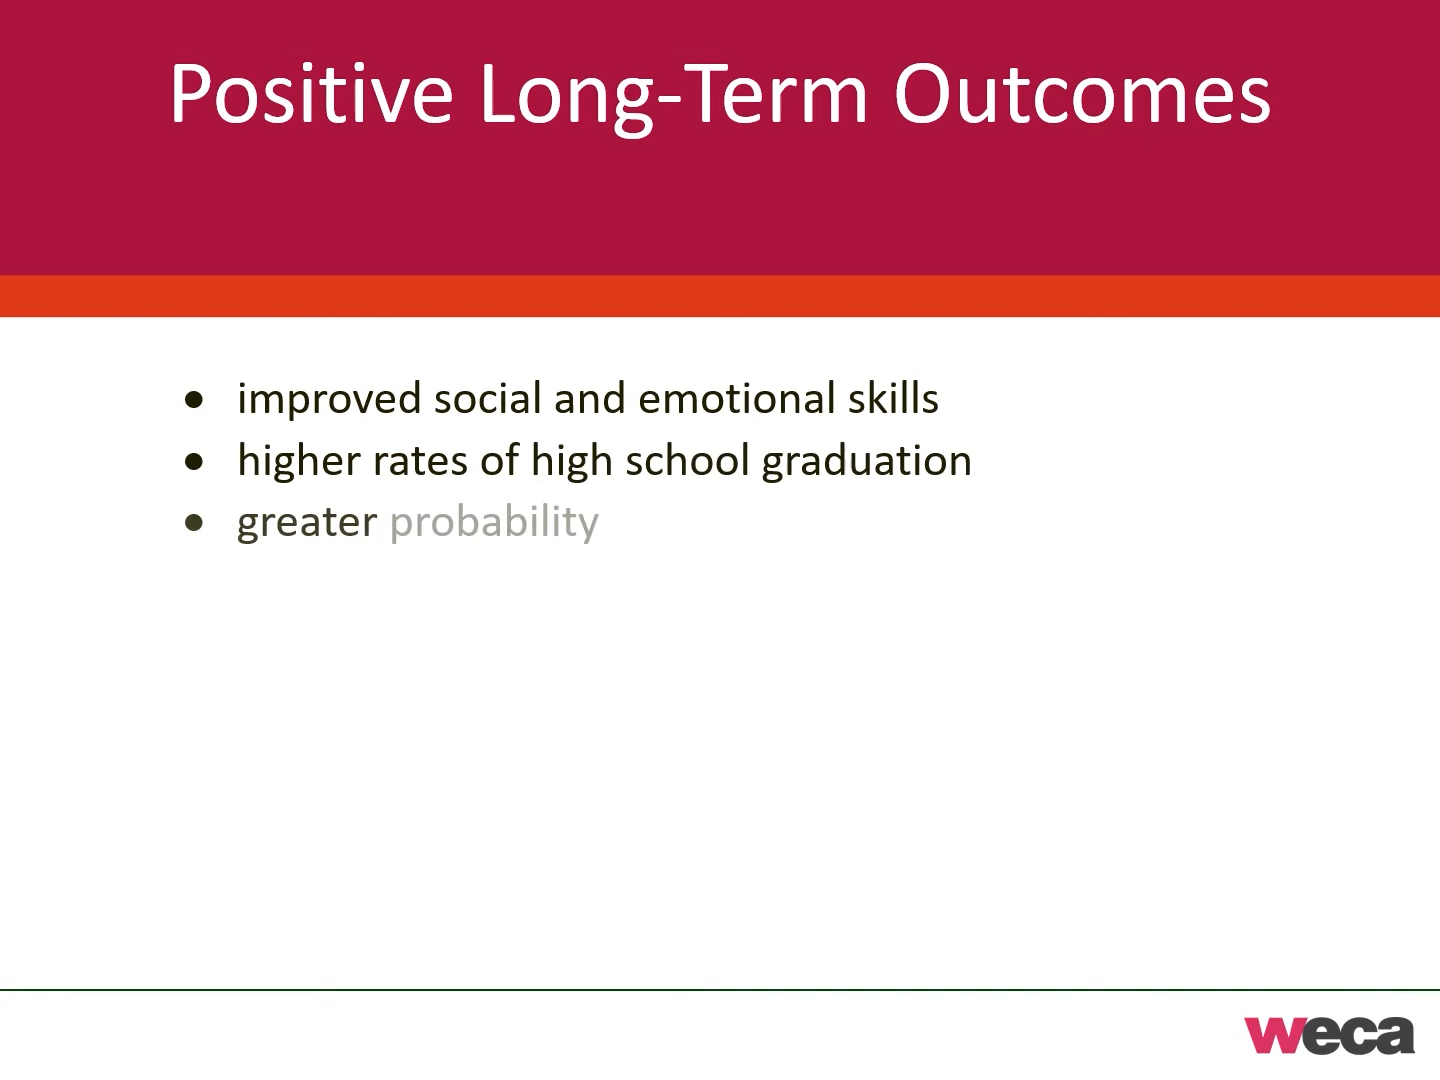 Positive Long-Term Outcomes
● improved social and emotional skills
● higher rates of high school graduation
● greater probability
weca